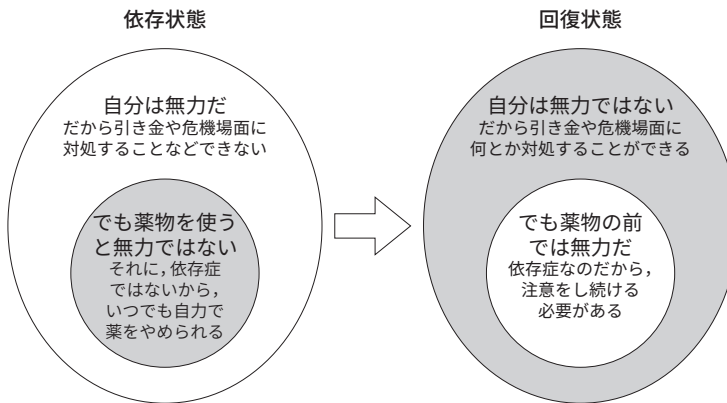 依存状態
自分は無力だ
だから引き金や危機場面に
対処することなどできない
でも薬物を使う
と無力ではない
それに，依存症
ではないから，
いつでも自力で
薬をやめられる
回復状態
自分は無力ではない
だから引き金や危機場面に
何とか対処することができる
でも薬物の前
では無力だ
依存症なのだから，
注意をし続ける
必要がある